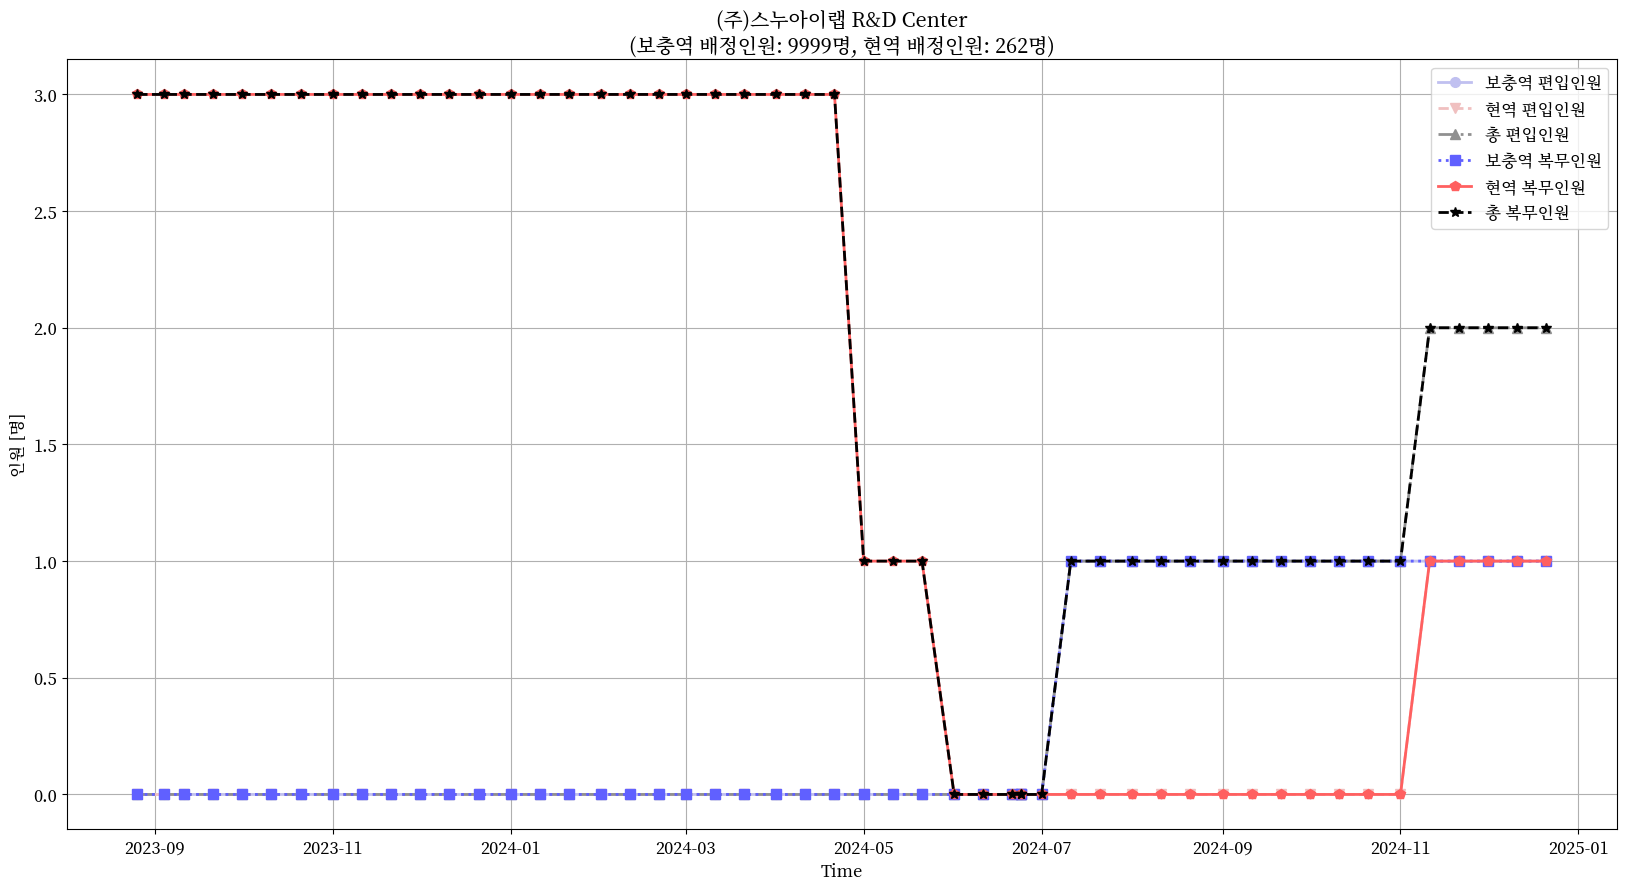 (주)스누아이랩 R&D Center
(보충역 배정인원: 9999명, 현역 배정인원: 262명)
보충역 편입인원
현역 편입인원
총 편입인원
보충역 복무인원
현역 복무인원
총 복무인원
인원 [명]
3.0
2.5
2.0
1.5
1.0
0.5
0.0
2023-09 2023-11 2024-01 2024-03 2024-05 2024-07 2024-09 2024-11 2025-01
Time